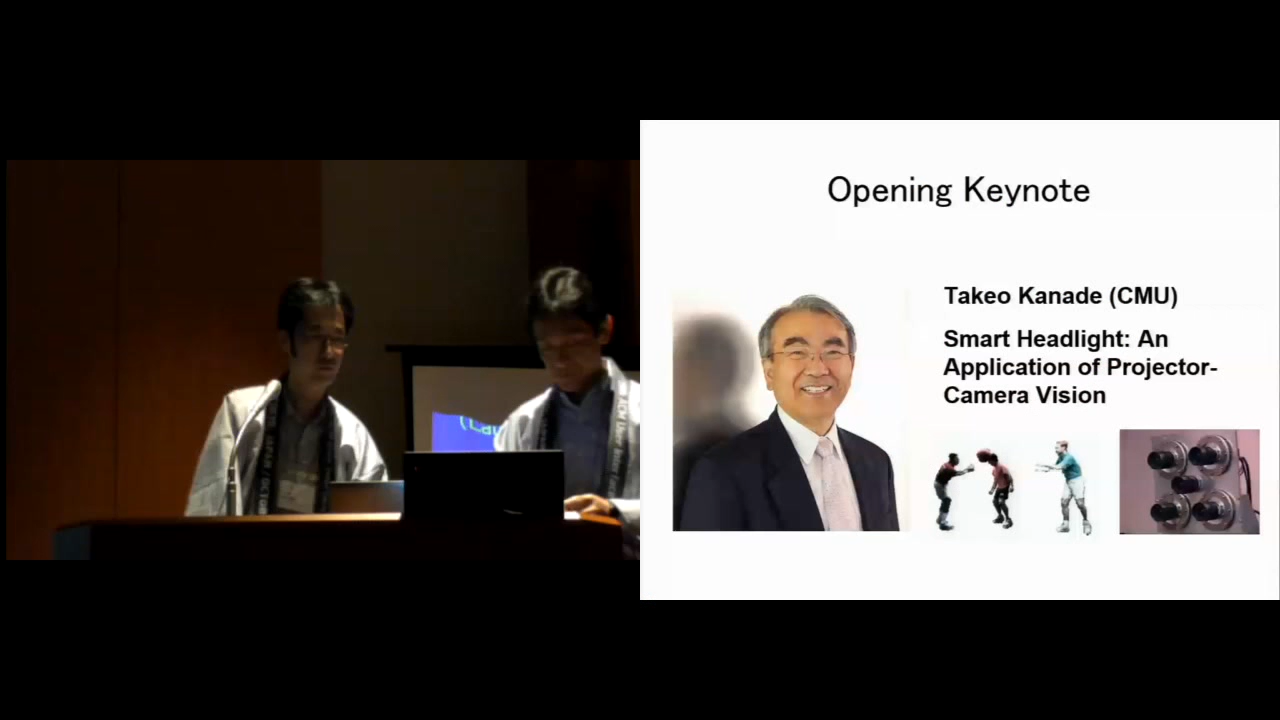 Opening Keynote
Takeo Kanade (CMU)
Smart Headlight: An
Application of Projector-
Camera Vision